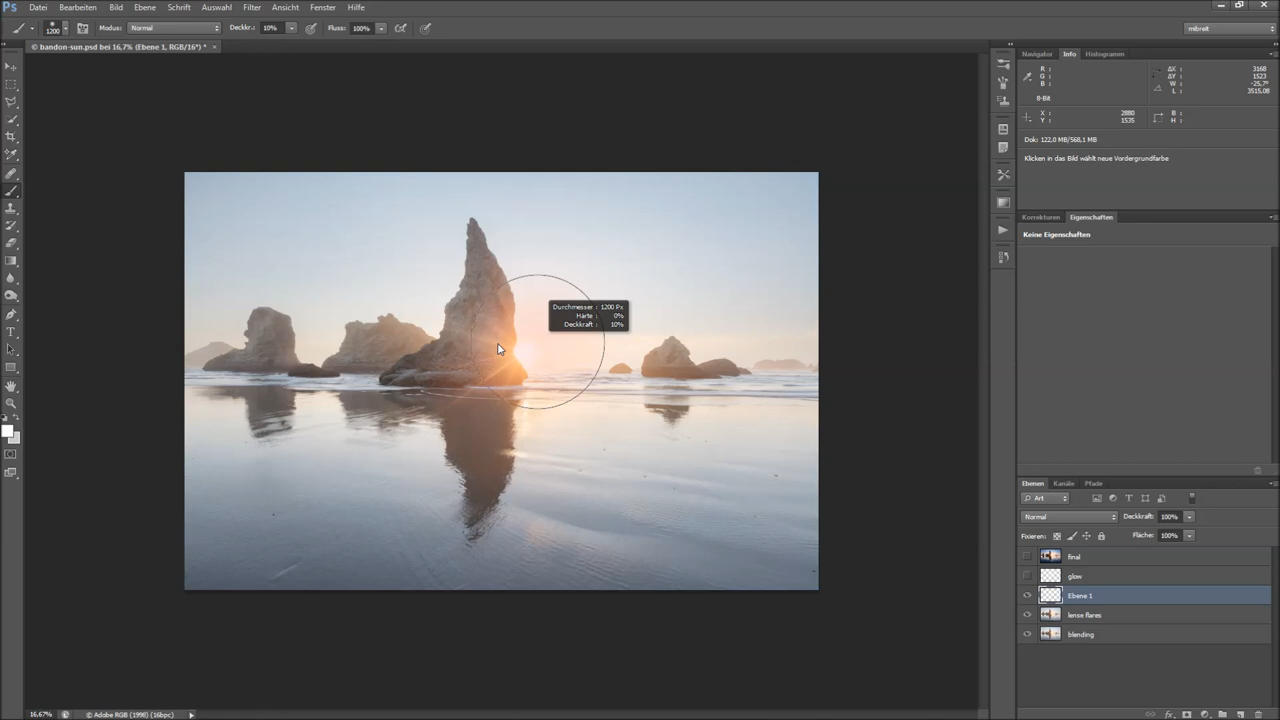 Ps Datei Bearbeiten Bild Ebene Schrift Auswahl Filter Ansicht Fenster Hilfe
1200 Modus: Normal Deckkr.: 10% Fluss: 100% mibreit
© bandon-sun.psd bei 16,7% (Ebene 1, RGB/16*) * ×
Navigator Info Histogramm
R :
G :
B :
8-Bit
ΔX : 3168
ΔY : 1523
W : -25,7°
L : 3515,08
X : 2880
Y : 1535
B :
H :
Dok: 122,0 MB/568,1 MB
Klicken in das Bild wählt neue Vordergrundfarbe
Korrekturen Eigenschaften
Keine Eigenschaften
Durchmesser : 1200 Px
Härte : 0%
Deckkraft : 10%
Ebenen Kanäle Pfade
Art
Normal Deckkraft: 100%
Fixieren: Fläche: 100%
final
glow
Ebene 1
lense flares
blending
16,67% © Adobe RGB (1998) (16bpc)